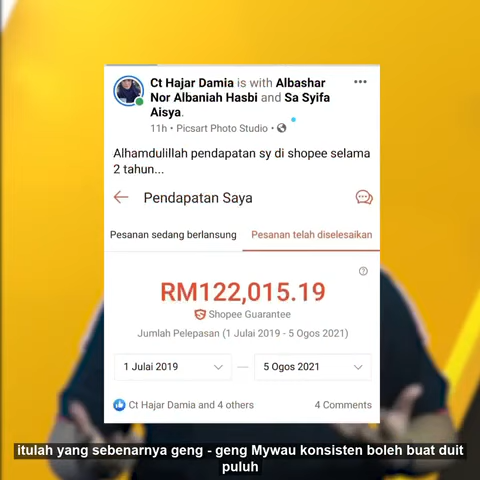 Ct Hajar Damia is with Albashar
Nor Albaniah Hasbi and Sa Syifa
Aisya.
11h • Picsart Photo Studio •
Alhamdulillah pendapatan sy di shopee selama
2 tahun...
Pendapatan Saya
Pesanan sedang berlansung
Pesanan telah diselesaikan
RM122,015.19
Shopee Guarantee
Jumlah Pelepasan (1 Julai 2019 - 5 Ogos 2021)
1 Julai 2019 — 5 Ogos 2021
Ct Hajar Damia and 4 others 4 Comments
itulah yang sebenarnya geng - geng Mywau konsisten boleh buat duit
puluh